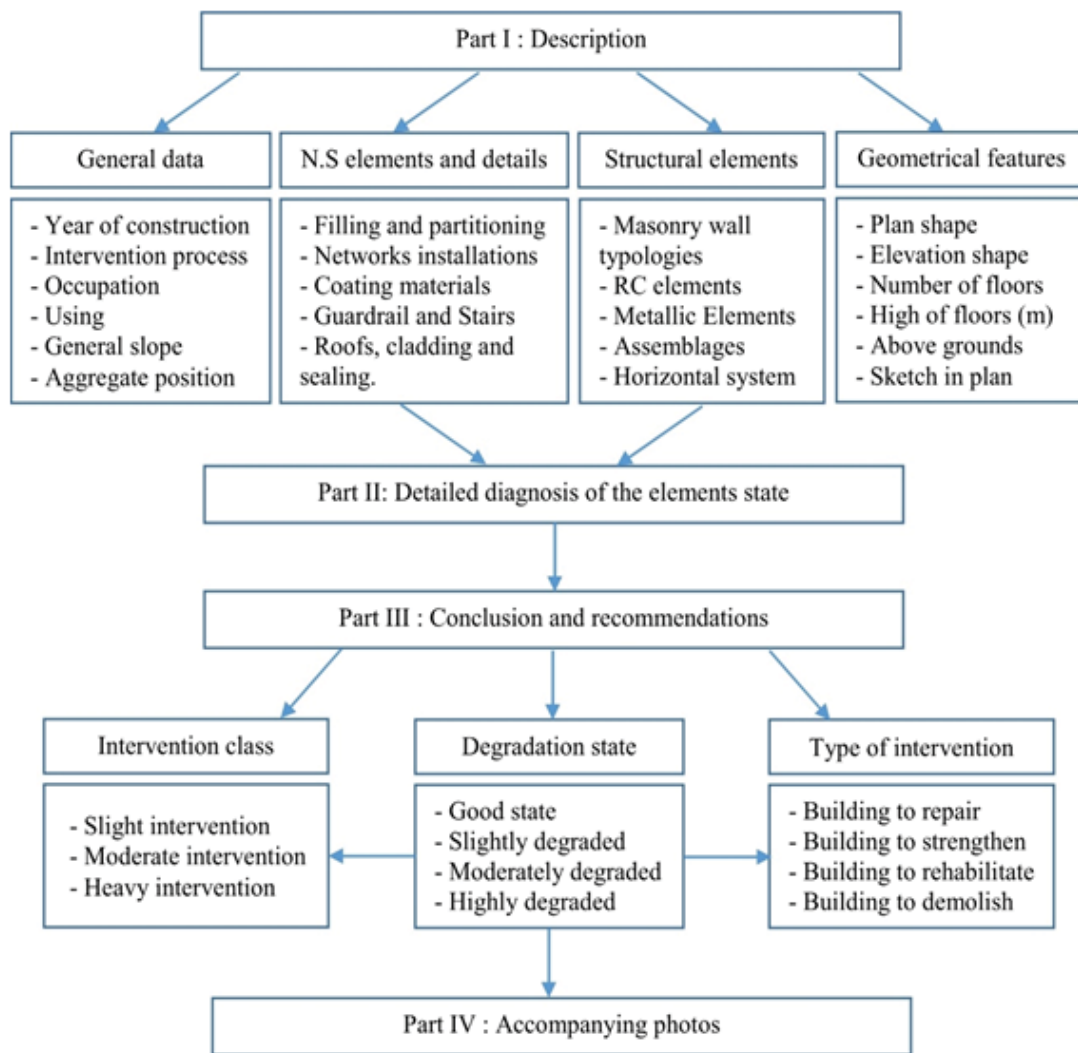 Part I : Description
General data
- Year of construction
- Intervention process
- Occupation
- Using
- General slope
- Aggregate position
N.S elements and details
- Filling and partitioning
- Networks installations
- Coating materials
- Guardrail and Stairs
- Roofs, cladding and
sealing.
Structural elements
- Masonry wall
typologies
- RC elements
- Metallic Elements
- Assemblages
- Horizontal system
Geometrical features
- Plan shape
- Elevation shape
- Number of floors
- High of floors (m)
- Above grounds
- Sketch in plan
Part II: Detailed diagnosis of the elements state
Part III : Conclusion and recommendations
Intervention class
- Slight intervention
- Moderate intervention
- Heavy intervention
Degradation state
- Good state
- Slightly degraded
- Moderately degraded
- Highly degraded
Type of intervention
- Building to repair
- Building to strengthen
- Building to rehabilitate
- Building to demolish
Part IV : Accompanying photos